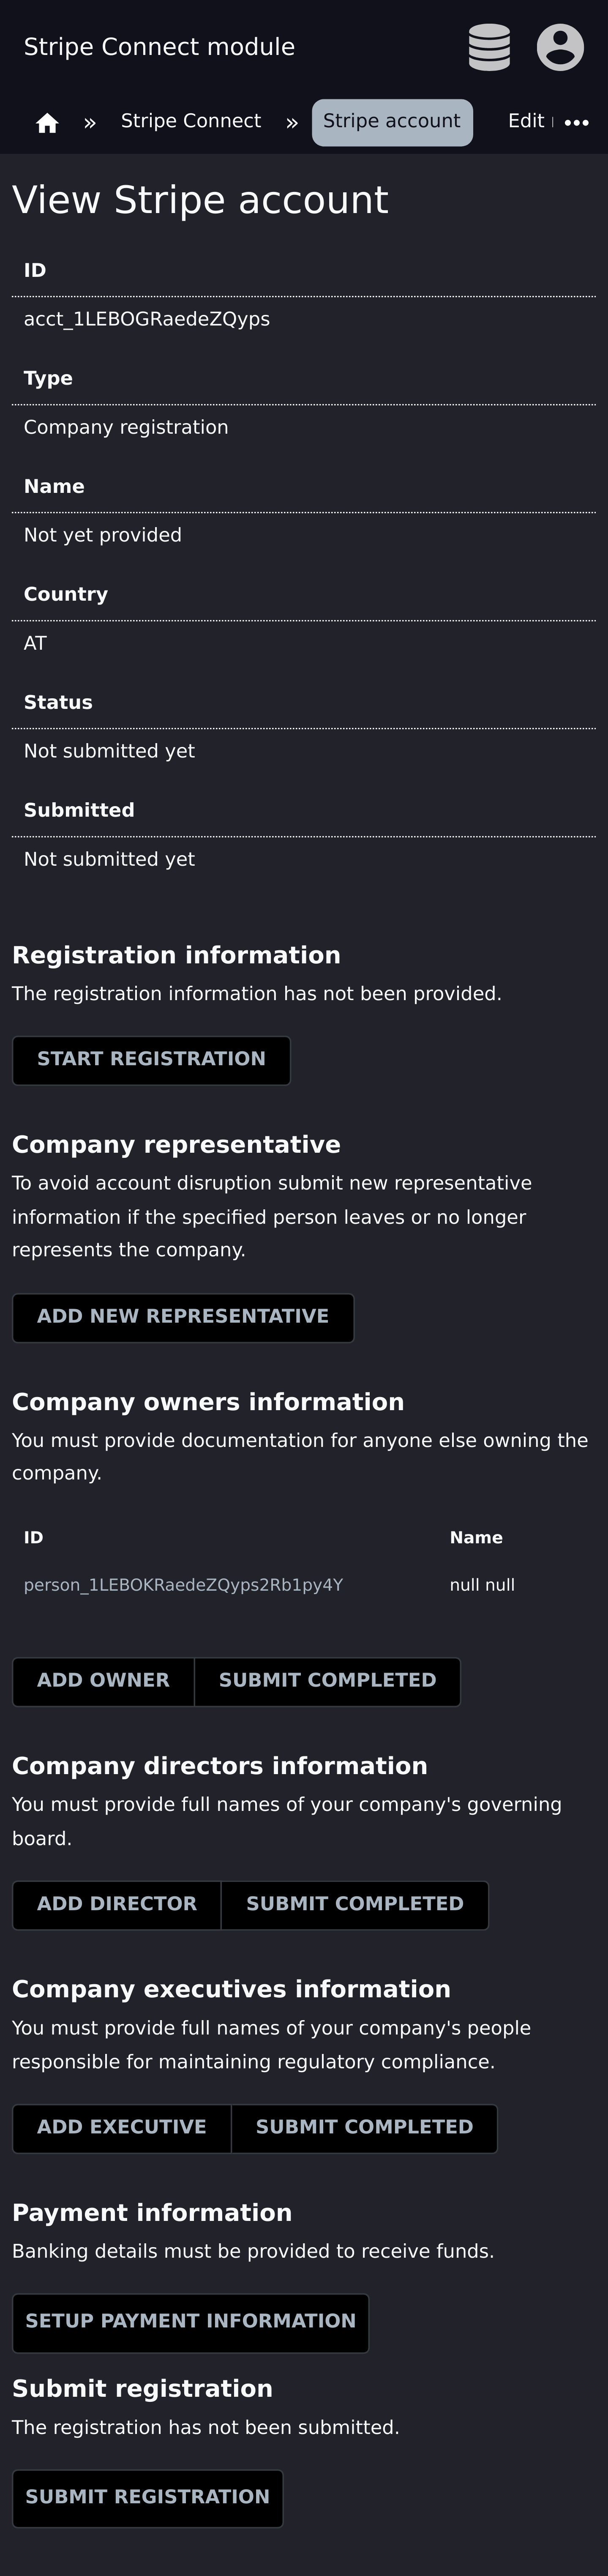 Stripe Connect module
» Stripe Connect » Stripe account Edit •••
View Stripe account
ID
acct_1LEBOGRaedeZQyps
Type
Company registration
Name
Not yet provided
Country
AT
Status
Not submitted yet
Submitted
Not submitted yet
Registration information
The registration information has not been provided.
START REGISTRATION
Company representative
To avoid account disruption submit new representative
information if the specified person leaves or no longer
represents the company.
ADD NEW REPRESENTATIVE
Company owners information
You must provide documentation for anyone else owning the
company.
ID Name
person_1LEBOKRaedeZQyps2Rb1py4Y null null
ADD OWNER SUBMIT COMPLETED
Company directors information
You must provide full names of your company's governing
board.
ADD DIRECTOR SUBMIT COMPLETED
Company executives information
You must provide full names of your company's people
responsible for maintaining regulatory compliance.
ADD EXECUTIVE SUBMIT COMPLETED
Payment information
Banking details must be provided to receive funds.
SETUP PAYMENT INFORMATION
Submit registration
The registration has not been submitted.
SUBMIT REGISTRATION